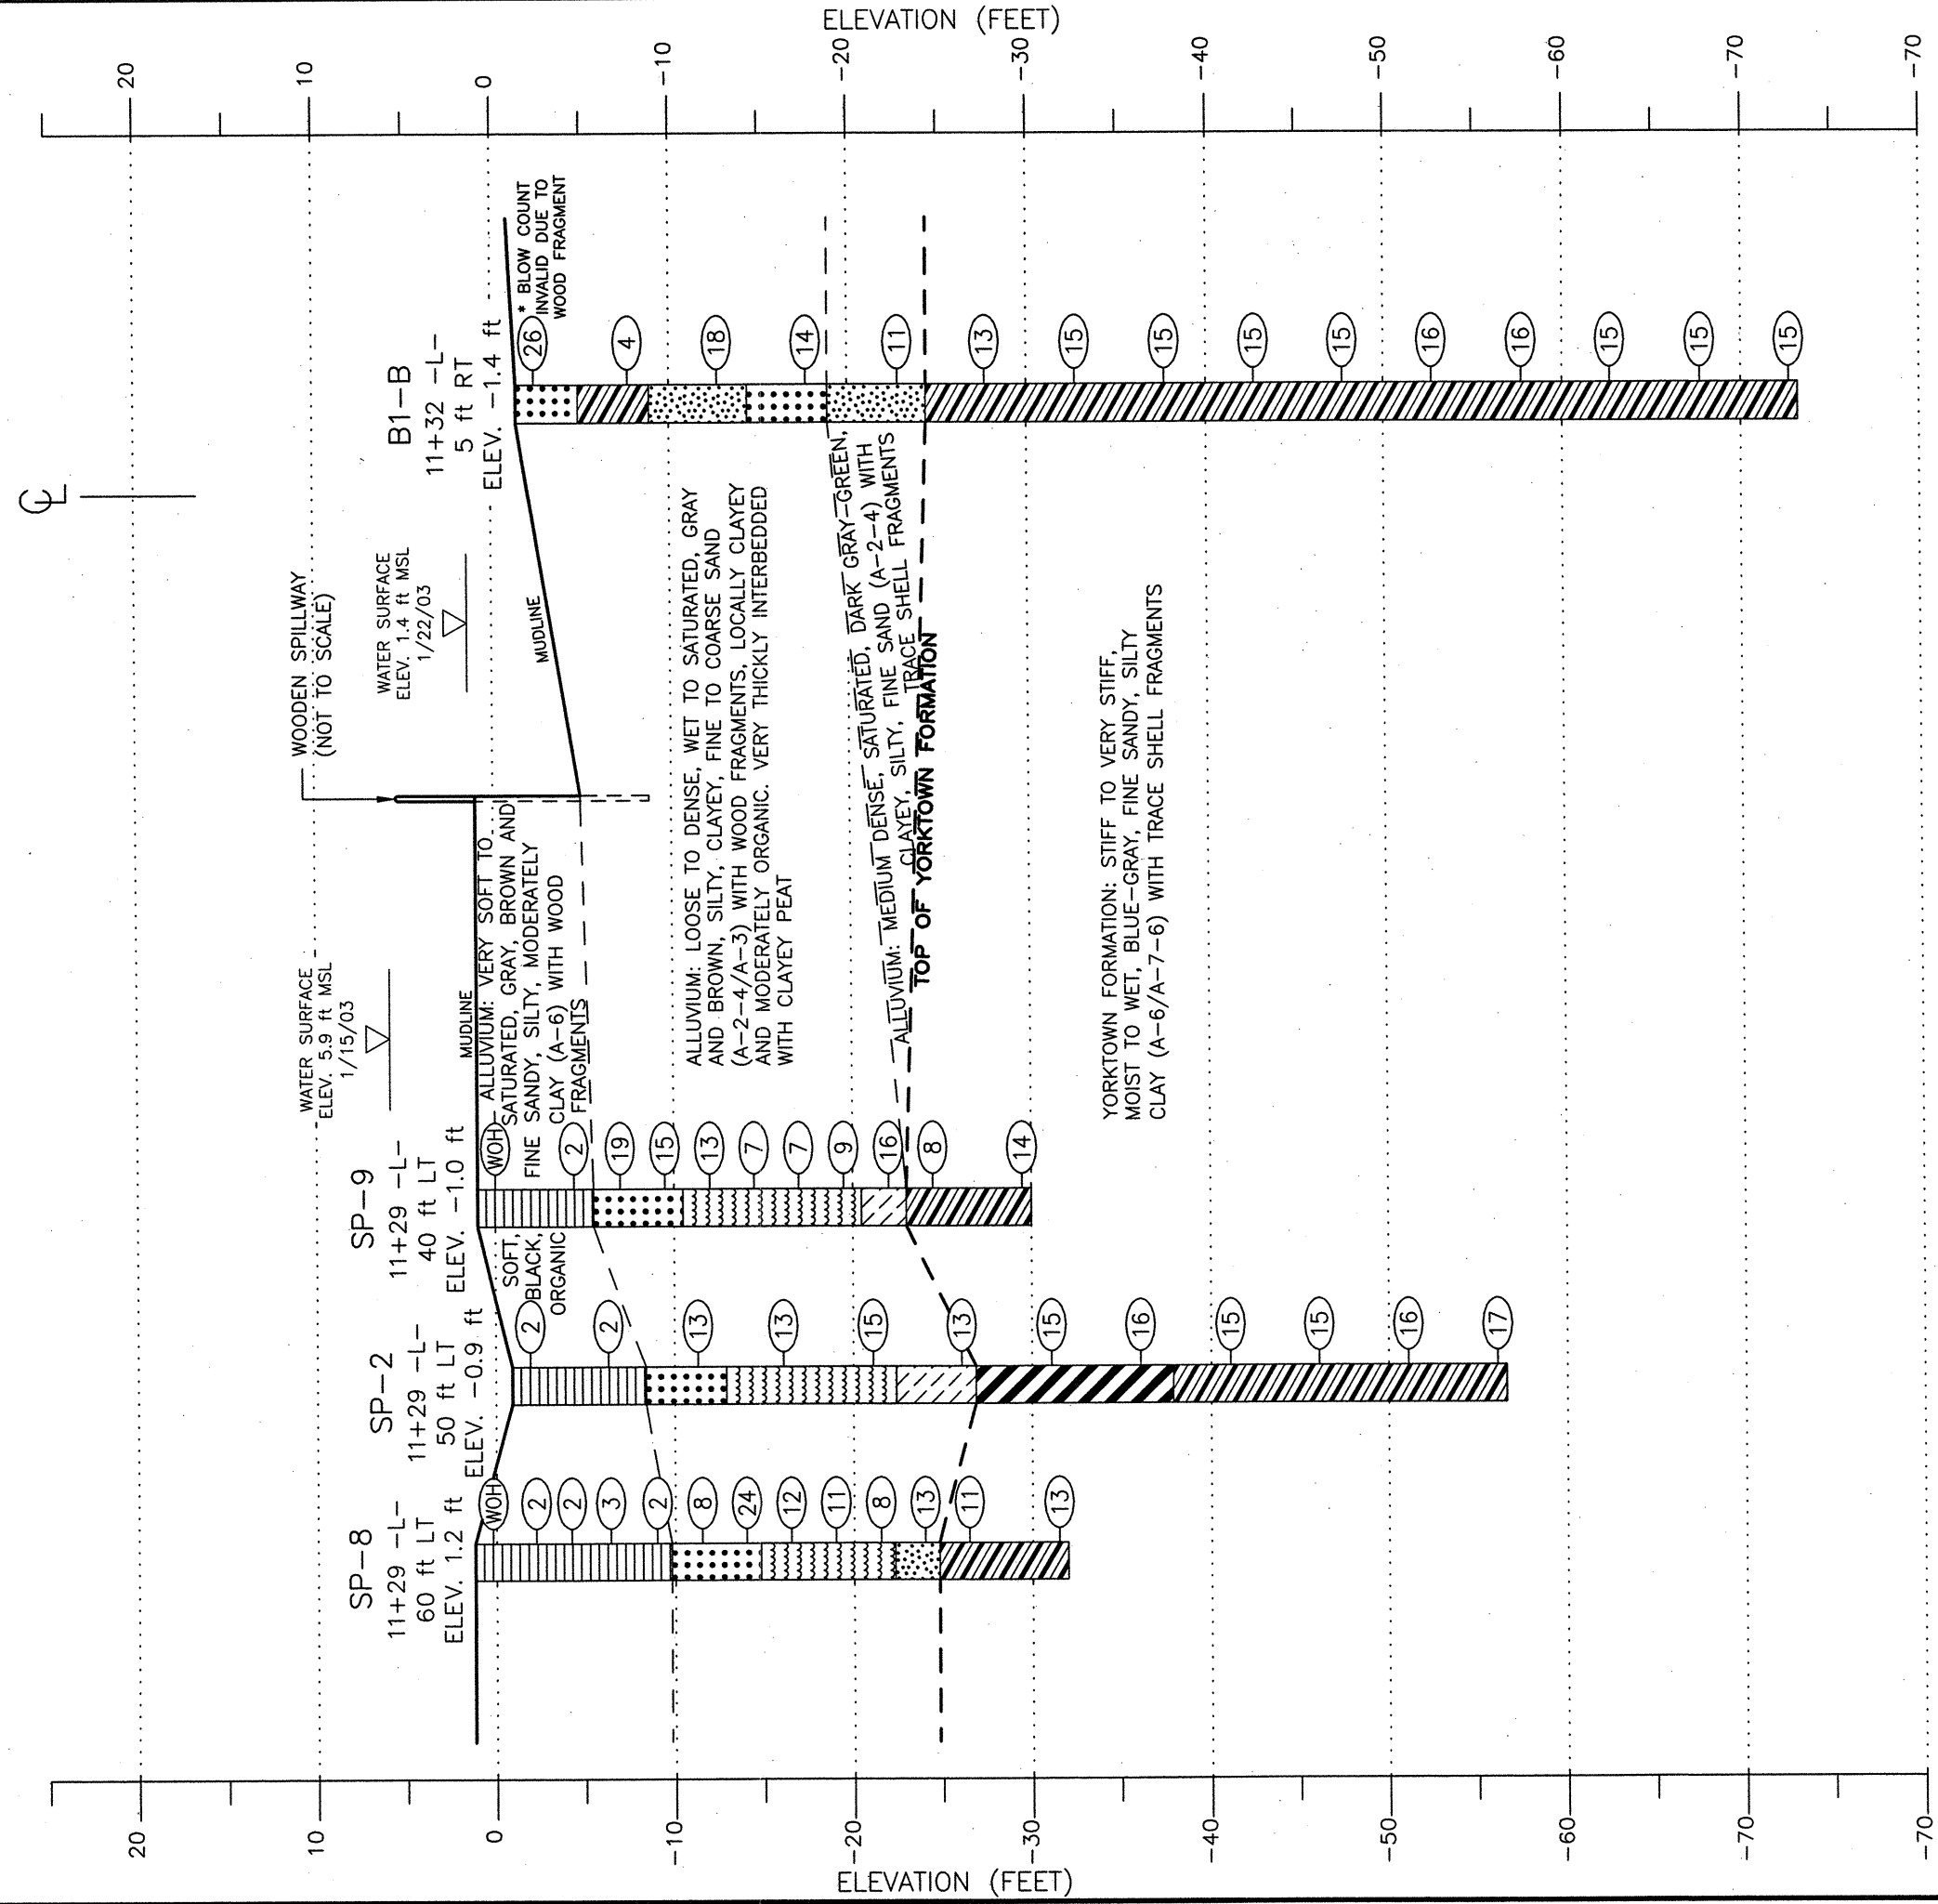 ELEVATION (FEET)
20
10
0
-10
-20
-30
-40
-50
-60
-70
-70
SP-8
11+29 -L-
60 ft LT
ELEV. 1.2 ft
WOH
2
2
3
2
8
24
12
11
8
13
11
13
SP-2
11+29 -L-
50 ft LT
ELEV. -0.9 ft
2
2
13
13
15
13
15
16
15
15
16
17
SOFT,
BLACK,
ORGANIC
SP-9
11+29 -L-
40 ft LT
ELEV. -1.0 ft
WOH
2
19
15
13
7
7
9
16
8
14
WATER SURFACE
ELEV. 5.9 ft MSL
1/15/03
MUDLINE
ALLUVIUM: VERY SOFT TO
SATURATED, GRAY, BROWN AND
FINE SANDY, SILTY, MODERATELY
CLAY (A-6) WITH WOOD
FRAGMENTS
WOODEN SPILLWAY
(NOT TO SCALE)
WATER SURFACE
ELEV. 1.4 ft MSL
1/22/03
MUDLINE
ALLUVIUM: LOOSE TO DENSE, WET TO SATURATED, GRAY
AND BROWN, SILTY, CLAYEY, FINE TO COARSE SAND
(A-2-4/A-3) WITH WOOD FRAGMENTS, LOCALLY CLAYEY
AND MODERATELY ORGANIC. VERY THICKLY INTERBEDDED
WITH CLAYEY PEAT
ALLUVIUM: MEDIUM DENSE, SATURATED, DARK GRAY-GREEN,
CLAYEY, SILTY, FINE SAND (A-2-4) WITH
TRACE SHELL FRAGMENTS
TOP OF YORKTOWN FORMATION
YORKTOWN FORMATION: STIFF TO VERY STIFF,
MOIST TO WET, BLUE-GRAY, FINE SANDY, SILTY
CLAY (A-6/A-7-6) WITH TRACE SHELL FRAGMENTS
CL
B1-B
11+32 -L-
5 ft RT
ELEV. -1.4 ft
26
4
18
14
11
13
15
15
15
15
16
16
15
15
15
* BLOW COUNT
INVALID DUE TO
WOOD FRAGMENT
20
10
0
-10
-20
-30
-40
-50
-60
-70
-70
ELEVATION (FEET)